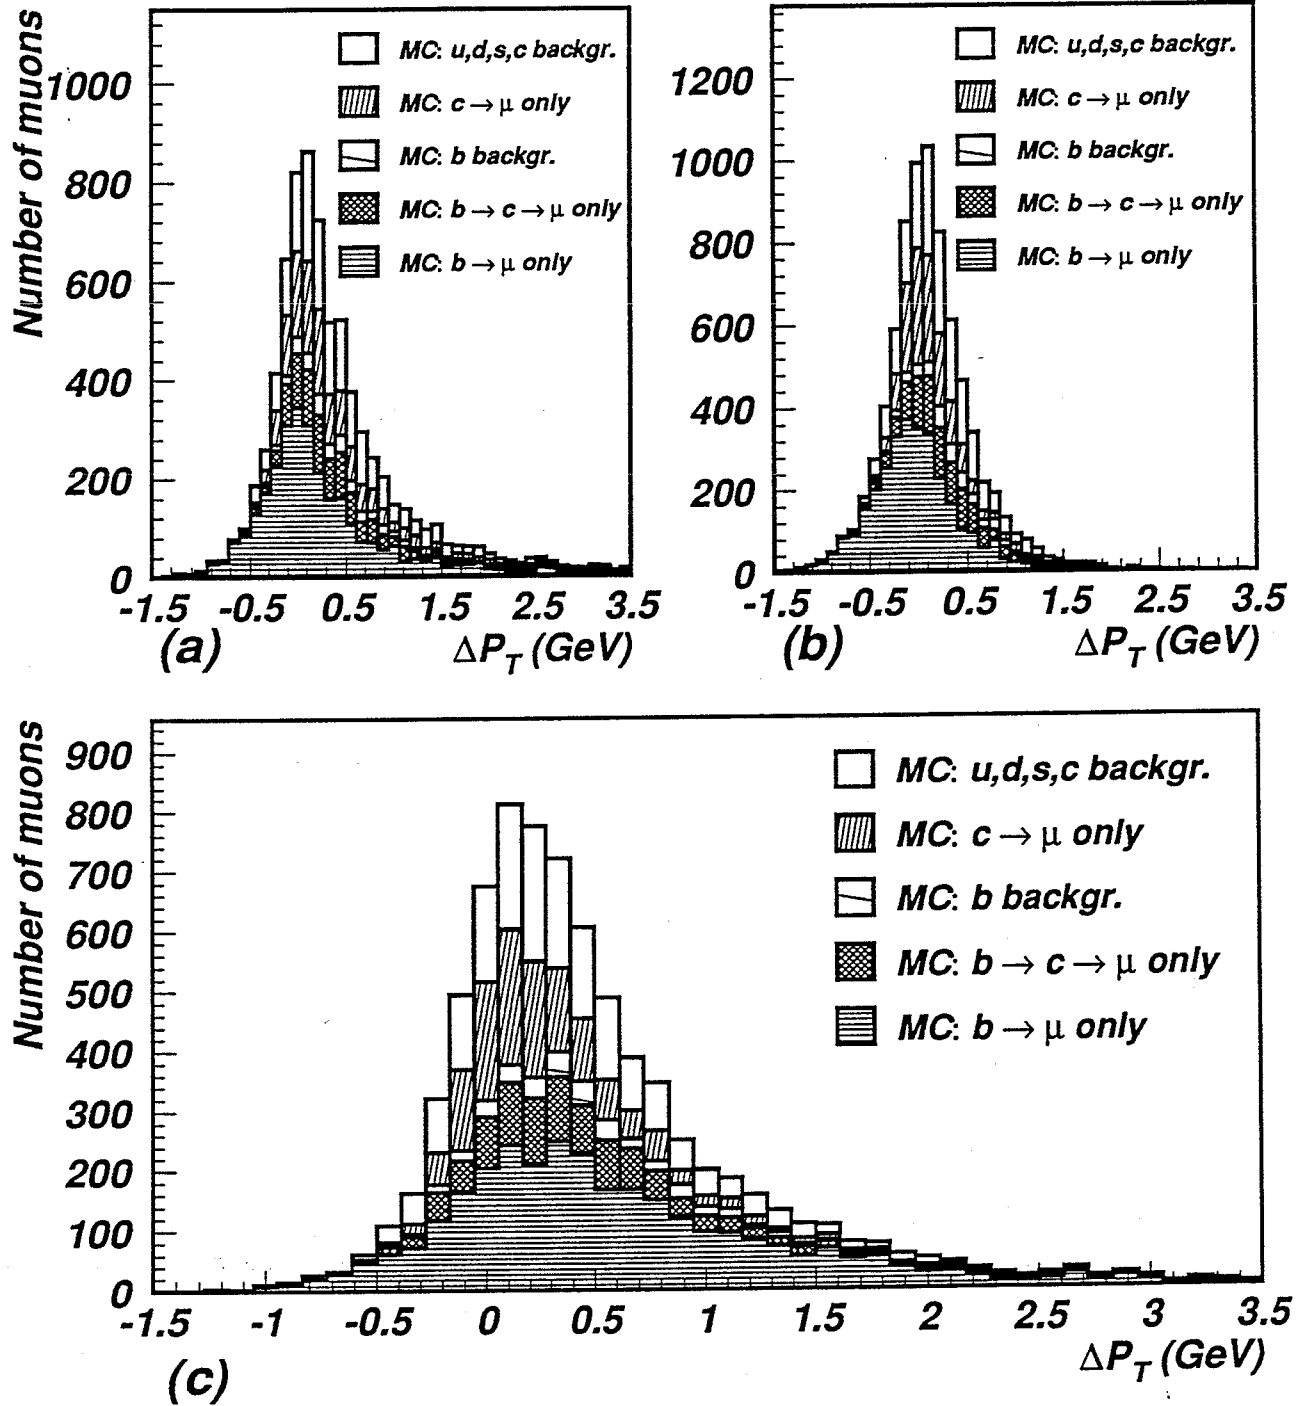 Number of muons
1000
800
600
400
200
0
MC: u,d,s,c backgr.
MC: c → μ only
MC: b backgr.
MC: b → c → μ only
MC: b → μ only
-1.5 -0.5 0.5 1.5 2.5 3.5
(a)
ΔP_T (GeV)
1200
1000
800
600
400
200
0
MC: u,d,s,c backgr.
MC: c → μ only
MC: b backgr.
MC: b → c → μ only
MC: b → μ only
-1.5 -0.5 0.5 1.5 2.5 3.5
(b)
ΔP_T (GeV)
Number of muons
900
800
700
600
500
400
300
200
100
0
MC: u,d,s,c backgr.
MC: c → μ only
MC: b backgr.
MC: b → c → μ only
MC: b → μ only
-1.5 -1 -0.5 0 0.5 1 1.5 2 2.5 3 3.5
(c)
ΔP_T (GeV)